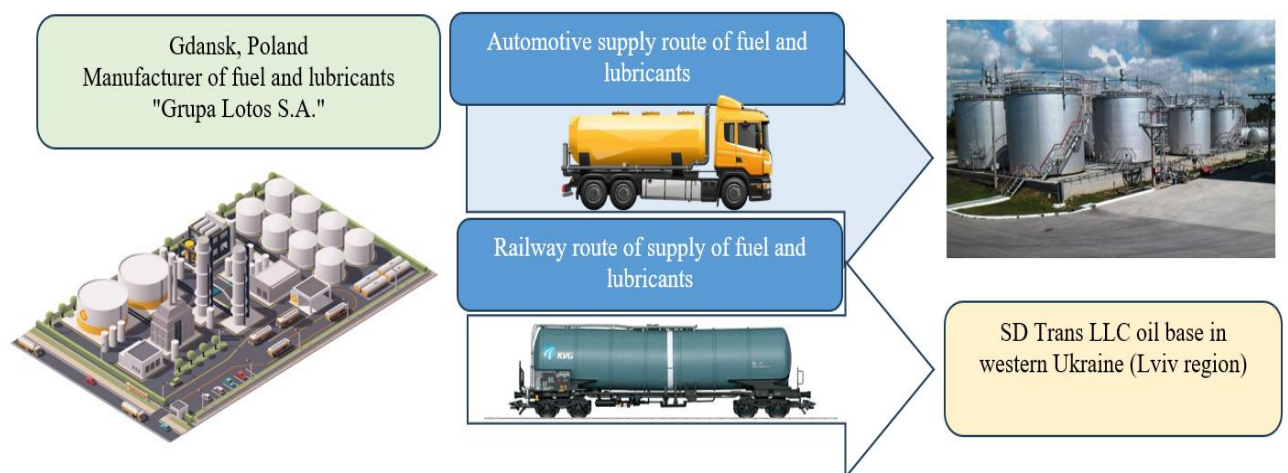 Gdansk, Poland
Manufacturer of fuel and lubricants
"Grupa Lotos S.A."
Automotive supply route of fuel and
lubricants
Railway route of supply of fuel and
lubricants
KVG
SD Trans LLC oil base in
western Ukraine (Lviv region)